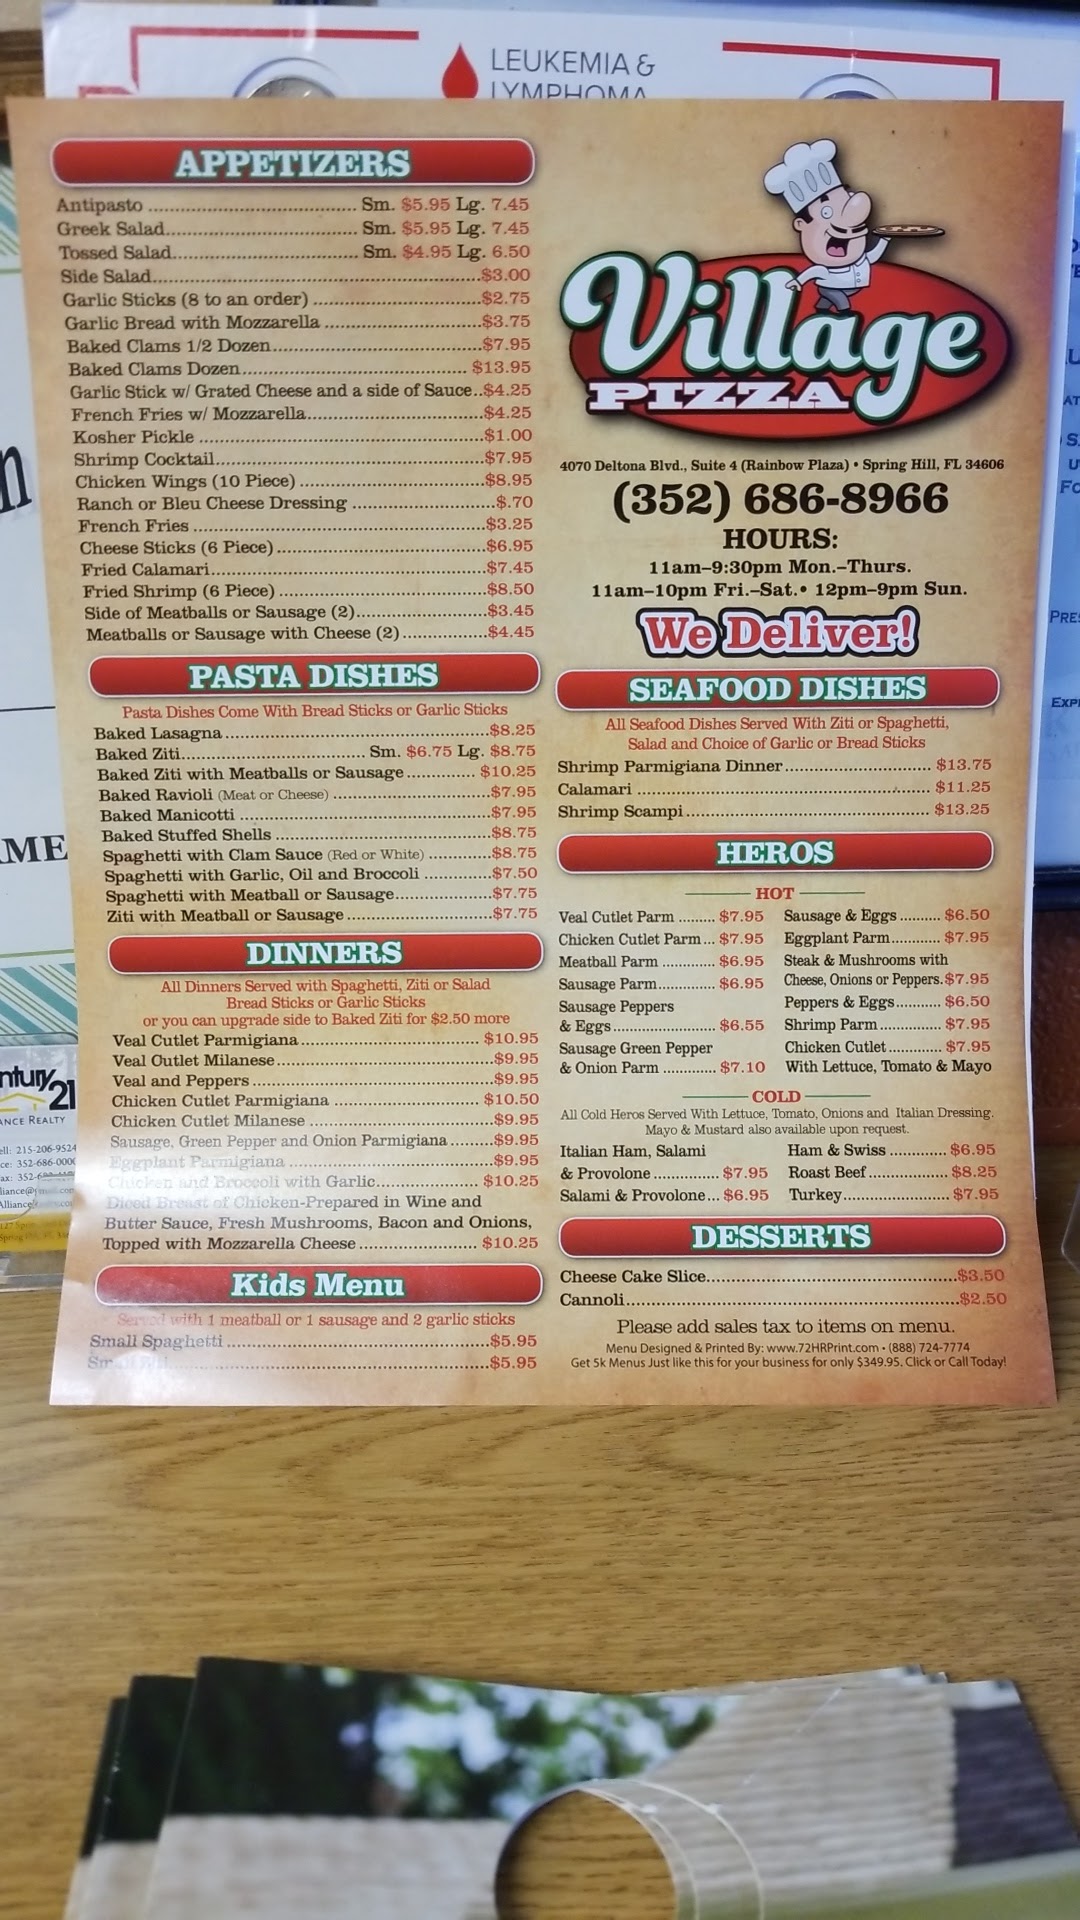 LEUKEMIA &
LYMPHOMA
APPETIZERS
Antipasto ................................... Sm. $5.95 Lg. 7.45
Greek Salad................................ Sm. $5.95 Lg. 7.45
Tossed Salad............................... Sm. $4.95 Lg. 6.50
Side Salad.......................................................$3.00
Garlic Sticks (8 to an order) ............................$2.75
Garlic Bread with Mozzarella ..........................$3.75
Baked Clams 1/2 Dozen...................................$7.95
Baked Clams Dozen...................................... $13.95
Garlic Stick w/ Grated Cheese and a side of Sauce..$4.25
French Fries w/ Mozzarella.............................$4.25
Kosher Pickle ................................................$1.00
Shrimp Cocktail.............................................$7.95
Chicken Wings (10 Piece) ...............................$8.95
Ranch or Bleu Cheese Dressing ........................$.70
French Fries .................................................$3.25
Cheese Sticks (6 Piece)...................................$6.95
Fried Calamari..............................................$7.45
Fried Shrimp (6 Piece) ...................................$8.50
Side of Meatballs or Sausage (2)......................$3.45
Meatballs or Sausage with Cheese (2)..............$4.45
PASTA DISHES
Pasta Dishes Come With Bread Sticks or Garlic Sticks
Baked Lasagna .............................................$8.25
Baked Ziti............................... Sm. $6.75 Lg. $8.75
Baked Ziti with Meatballs or Sausage............ $10.25
Baked Ravioli (Meat or Cheese) ...........................$7.95
Baked Manicotti ...........................................$7.95
Baked Stuffed Shells .....................................$8.75
Spaghetti with Clam Sauce (Red or White) ...........$8.75
Spaghetti with Garlic, Oil and Broccoli ...........$7.50
Spaghetti with Meatball or Sausage................$7.75
Ziti with Meatball or Sausage.........................$7.75
DINNERS
All Dinners Served with Spaghetti, Ziti or Salad
Bread Sticks or Garlic Sticks
or you can upgrade side to Baked Ziti for $2.50 more
Veal Cutlet Parmigiana............................... $10.95
Veal Cutlet Milanese.....................................$9.95
Veal and Peppers .........................................$9.95
Chicken Cutlet Parmigiana ......................... $10.50
Chicken Cutlet Milanese ...............................$9.95
Sausage, Green Pepper and Onion Parmigiana.......$9.95
Eggplant Parmigiana ...................................$9.95
Chicken and Broccoli with Garlic.................. $10.25
Diced Breast of Chicken-Prepared in Wine and
Butter Sauce, Fresh Mushrooms, Bacon and Onions,
Topped with Mozzarella Cheese.................... $10.25
Kids Menu
Served with 1 meatball or 1 sausage and 2 garlic sticks
Small Spaghetti ............................................$5.95
$5.95
Village
PIZZA
4070 Deltona Blvd., Suite 4 (Rainbow Plaza) • Spring Hill, FL 34606
(352) 686-8966
HOURS:
11am–9:30pm Mon.–Thurs.
11am–10pm Fri.–Sat.• 12pm–9pm Sun.
We Deliver!
SEAFOOD DISHES
All Seafood Dishes Served With Ziti or Spaghetti,
Salad and Choice of Garlic or Bread Sticks
Shrimp Parmigiana Dinner......................... $13.75
Calamari .................................................. $11.25
Shrimp Scampi.......................................... $13.25
HEROS
HOT
Veal Cutlet Parm ........ $7.95
Chicken Cutlet Parm... $7.95
Meatball Parm ............ $6.95
Sausage Parm............. $6.95
Sausage Peppers
& Eggs....................... $6.55
Sausage Green Pepper
& Onion Parm ............ $7.10
Sausage & Eggs ......... $6.50
Eggplant Parm........... $7.95
Steak & Mushrooms with
Cheese, Onions or Peppers.$7.95
Peppers & Eggs.......... $6.50
Shrimp Parm.............. $7.95
Chicken Cutlet............ $7.95
With Lettuce, Tomato & Mayo
COLD
All Cold Heros Served With Lettuce, Tomato, Onions and Italian Dressing.
Mayo & Mustard also available upon request.
Italian Ham, Salami
& Provolone................ $7.95
Salami & Provolone... $6.95
Ham & Swiss ............. $6.95
Roast Beef.................. $8.25
Turkey....................... $7.95
DESSERTS
Cheese Cake Slice...........................................$3.50
Cannoli..........................................................$2.50
Please add sales tax to items on menu.
Menu Designed & Printed By: www.72HRPrint.com • (888) 724-7774
Get 5k Menus Just like this for your business for only $349.95. Click or Call Today!
21
215-206-9524